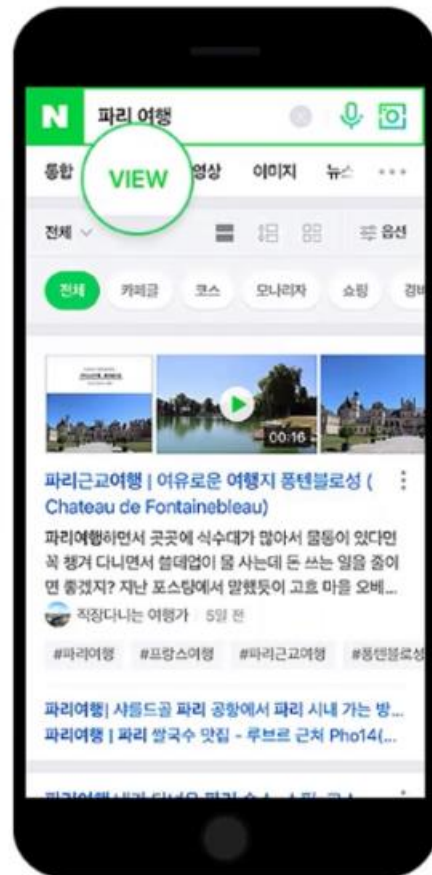 N 파리 여행
통합 VIEW 영상 이미지 뉴스
전체 옵션
전체 카페글 코스 모나리자 쇼핑
00:16
파리근교여행 | 여유로운 여행지 퐁텐블로성 (
Chateau de Fontainebleau)
파리여행하면서 곳곳에 식수대가 많아서 물통이 있다면
꼭 챙겨 다니면서 쓸데없이 물 사는데 돈 쓰는 일을 줄이
면 좋겠지? 지난 포스팅에서 말했듯이 고흐 마을 오베...
직장다니는 여행가 5일 전
#파리여행 #프랑스여행 #파리근교여행 #퐁텐블로성
파리여행| 샤를드골 파리 공항에서 파리 시내 가는 방...
파리여행 | 파리 쌀국수 맛집 - 루브르 근처 Pho14(...